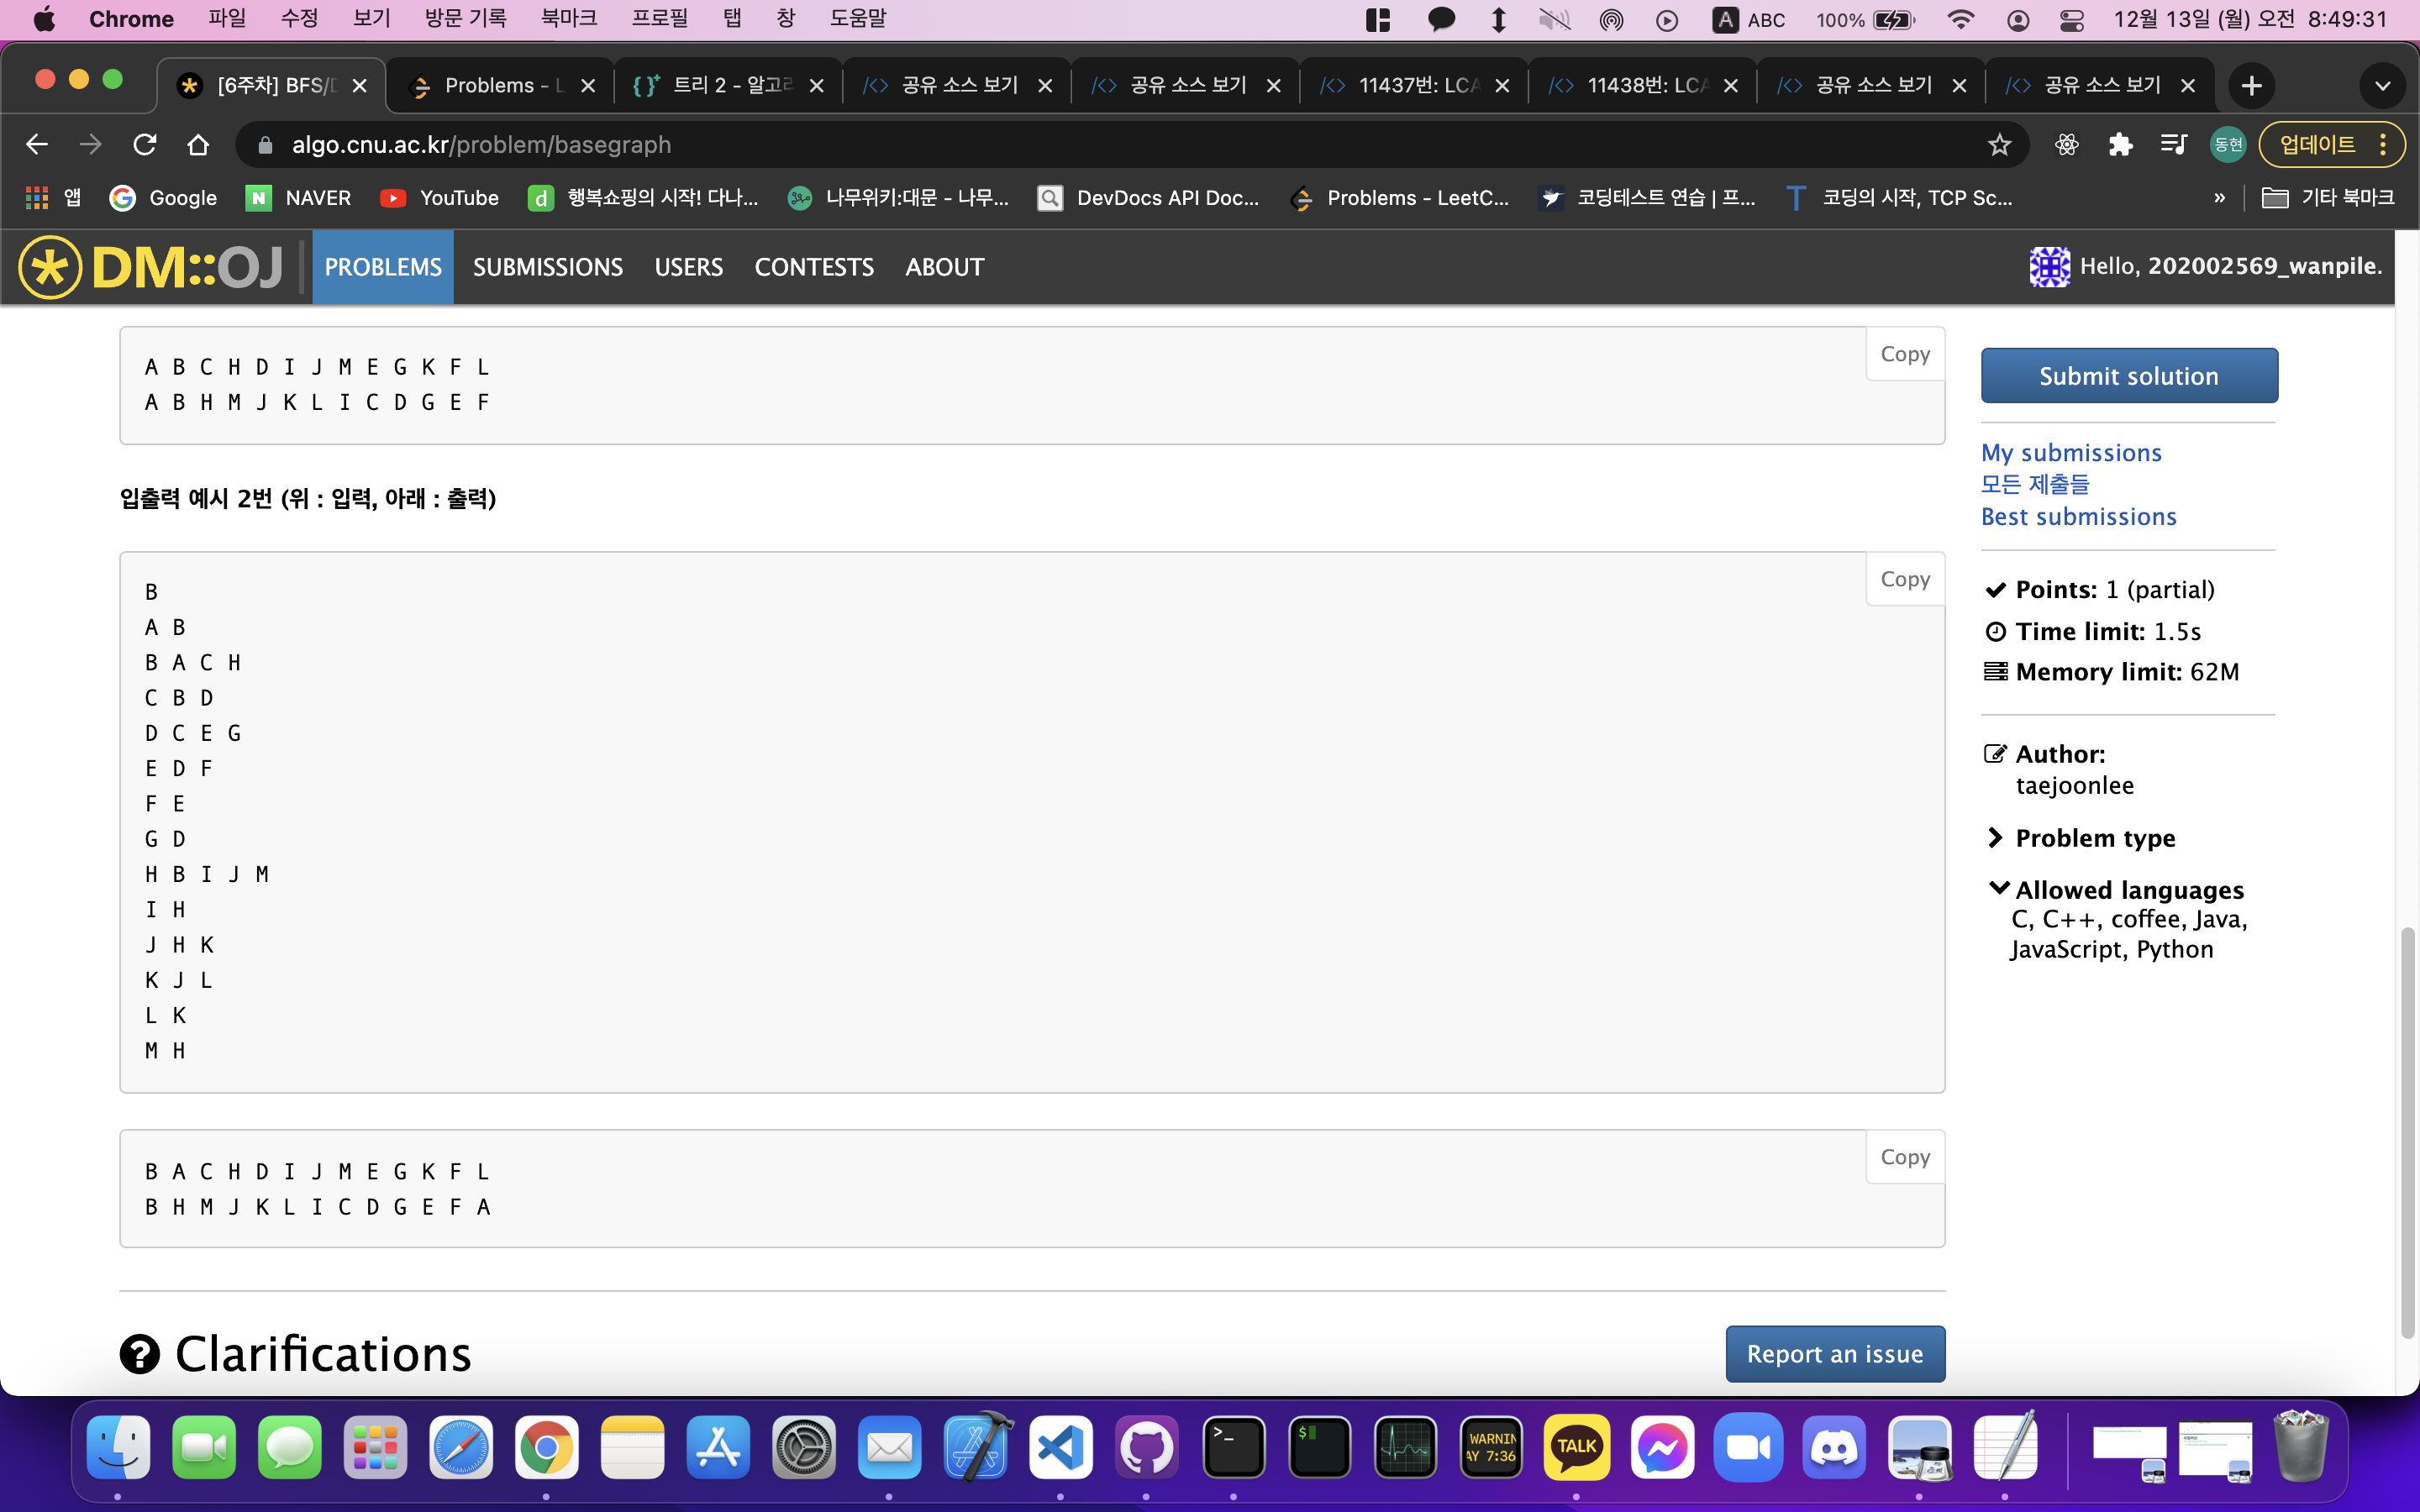 Chrome 파일 수정 보기 방문 기록 북마크 프로필 탭 창 도움말 A ABC 100% 12월 13일 (월) 오전 8:49:31
[6주차] BFS/D Problems - L 트리 2 - 알고리 공유 소스 보기 공유 소스 보기 11437번: LCA 11438번: LCA 공유 소스 보기 공유 소스 보기
algo.cnu.ac.kr/problem/basegraph 동현 업데이트
앱 Google NAVER YouTube 행복쇼핑의 시작! 다나... 나무위키:대문 - 나무... DevDocs API Doc... Problems - LeetC... 코딩테스트 연습 | 프... 코딩의 시작, TCP Sc... » 기타 북마크
DM::OJ PROBLEMS SUBMISSIONS USERS CONTESTS ABOUT Hello, 202002569_wanpile.
Copy
A B C H D I J M E G K F L
A B H M J K L I C D G E F
입출력 예시 2번 (위 : 입력, 아래 : 출력)
Copy
B
A B
B A C H
C B D
D C E G
E D F
F E
G D
H B I J M
I H
J H K
K J L
L K
M H
Copy
B A C H D I J M E G K F L
B H M J K L I C D G E F A
Clarifications
Report an issue
Submit solution
My submissions
모든 제출들
Best submissions
Points: 1 (partial)
Time limit: 1.5s
Memory limit: 62M
Author:
taejoonlee
Problem type
Allowed languages
C, C++, coffee, Java,
JavaScript, Python
WARNIN
AY 7:36
TALK